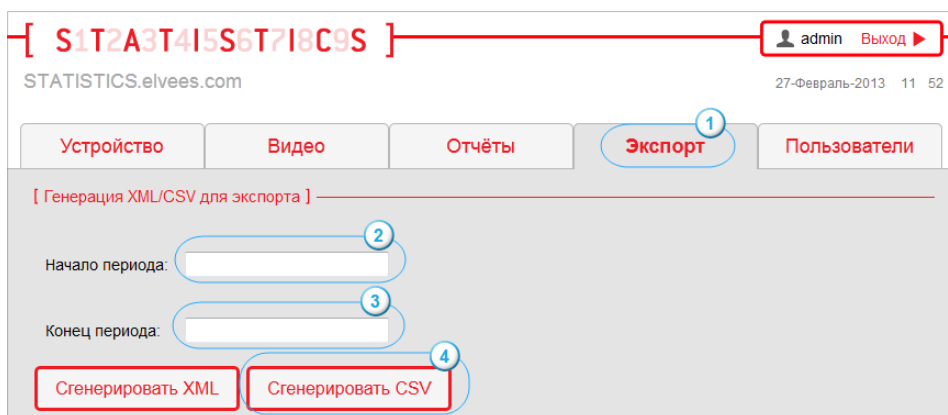 [ S1T2A3T4I5S6T7I8C9S ]
admin Выход
STATISTICS.elvees.com
27-Февраль-2013 11 52
Устройство Видео Отчёты Экспорт Пользователи
1
[ Генерация XML/CSV для экспорта ]
2
Начало периода:
3
Конец периода:
4
Сгенерировать XML Сгенерировать CSV